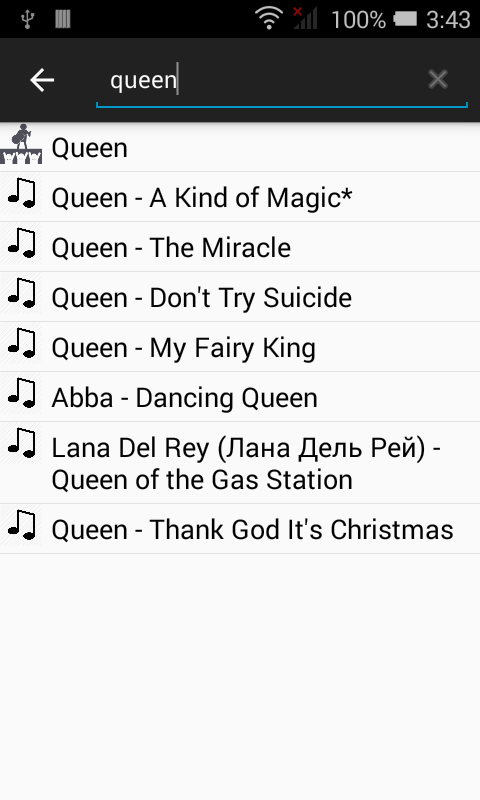 100% 3:43
queen
Queen
Queen - A Kind of Magic*
Queen - The Miracle
Queen - Don't Try Suicide
Queen - My Fairy King
Abba - Dancing Queen
Lana Del Rey (Лана Дель Рей) -
Queen of the Gas Station
Queen - Thank God It's Christmas